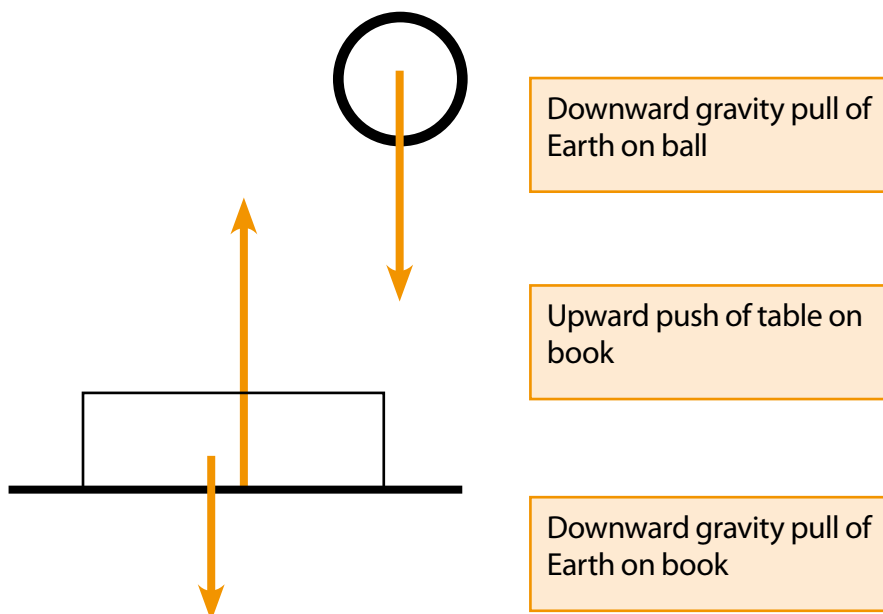 Downward gravity pull of
Earth on ball
Upward push of table on
book
Downward gravity pull of
Earth on book